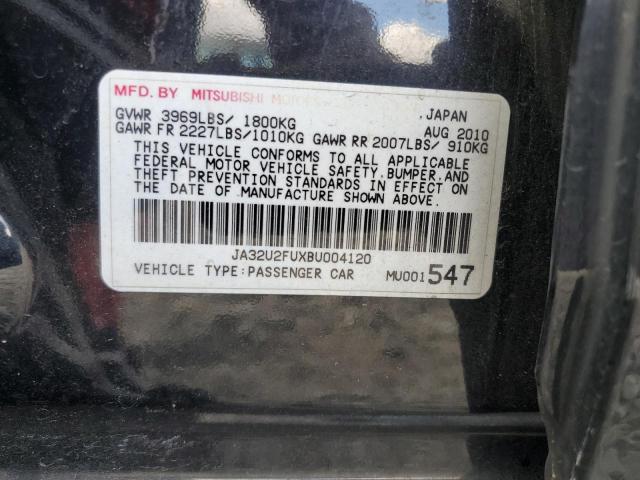 MFD. BY MITSUBISHI MOTORS
GVWR 3969LBS/ 1800KG , JAPAN
GAWR FR 2227LBS/1010KG GAWR RR 2007LBS/ 910KG AUG 2010
THIS VEHICLE CONFORMS TO ALL APPLICABLE
FEDERAL MOTOR VEHICLE SAFETY,BUMPER,AND
THEFT PREVENTION STANDARDS IN EFFECT ON
THE DATE OF MANUFACTURE SHOWN ABOVE.
JA32U2FUXBU004120
VEHICLE TYPE:PASSENGER CAR MU001547